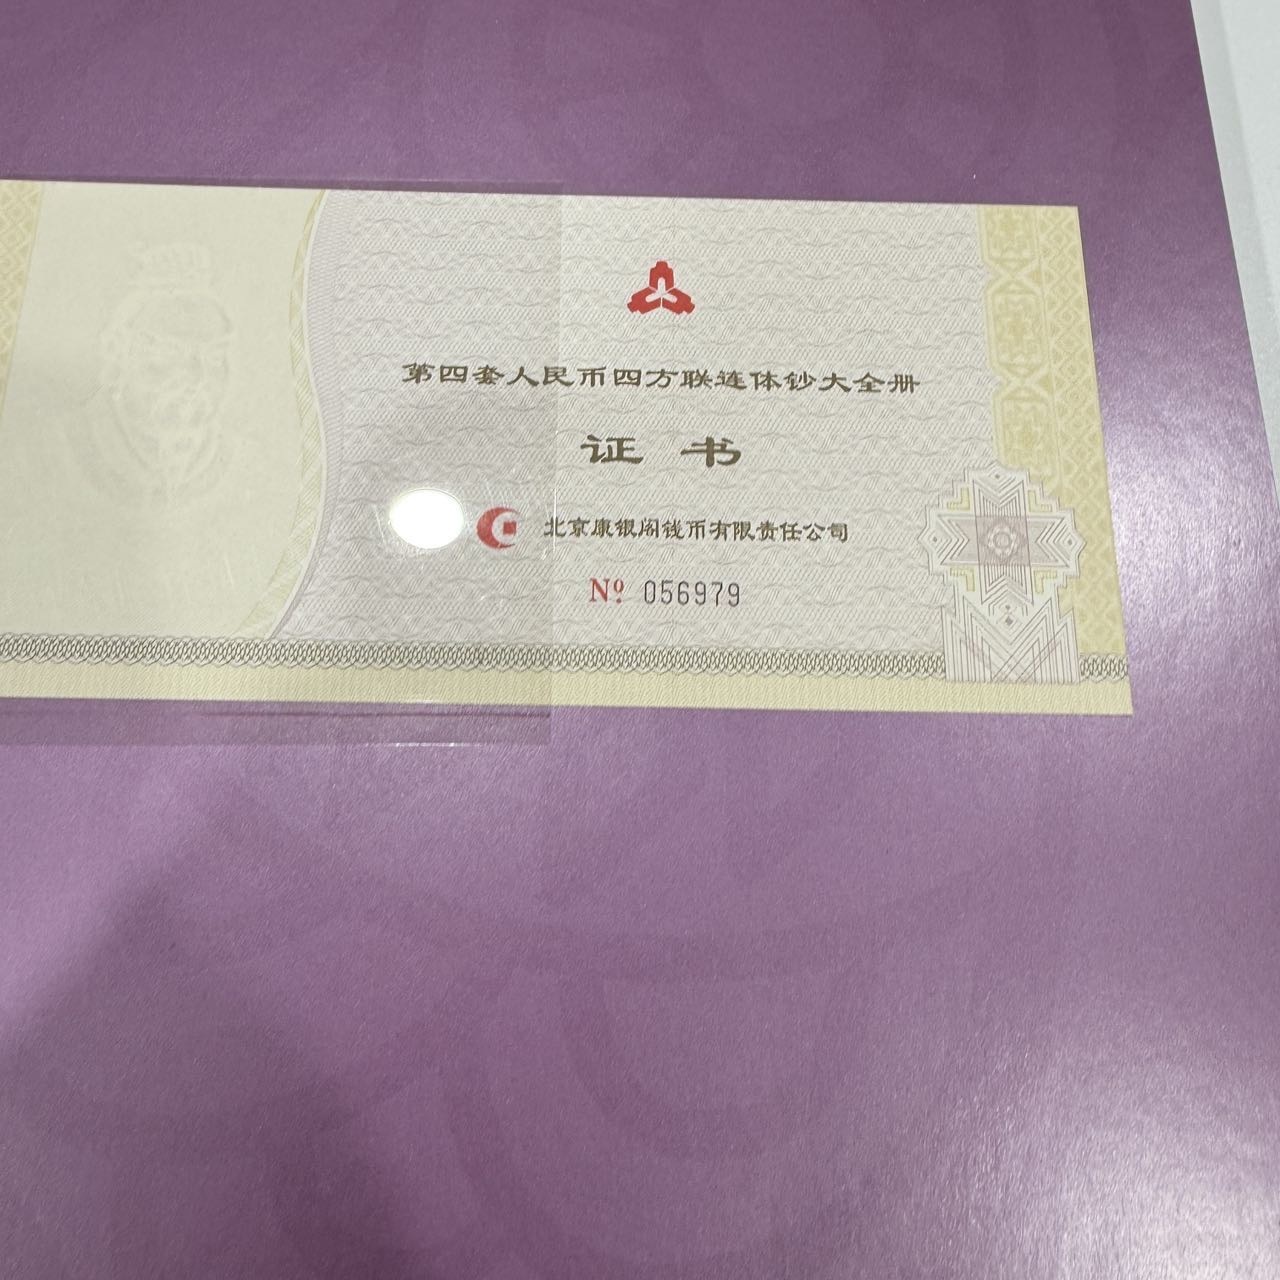 第四套人民币四方联连体钞大全册
证书
北京康银阁钱币有限责任公司
Nº 056979